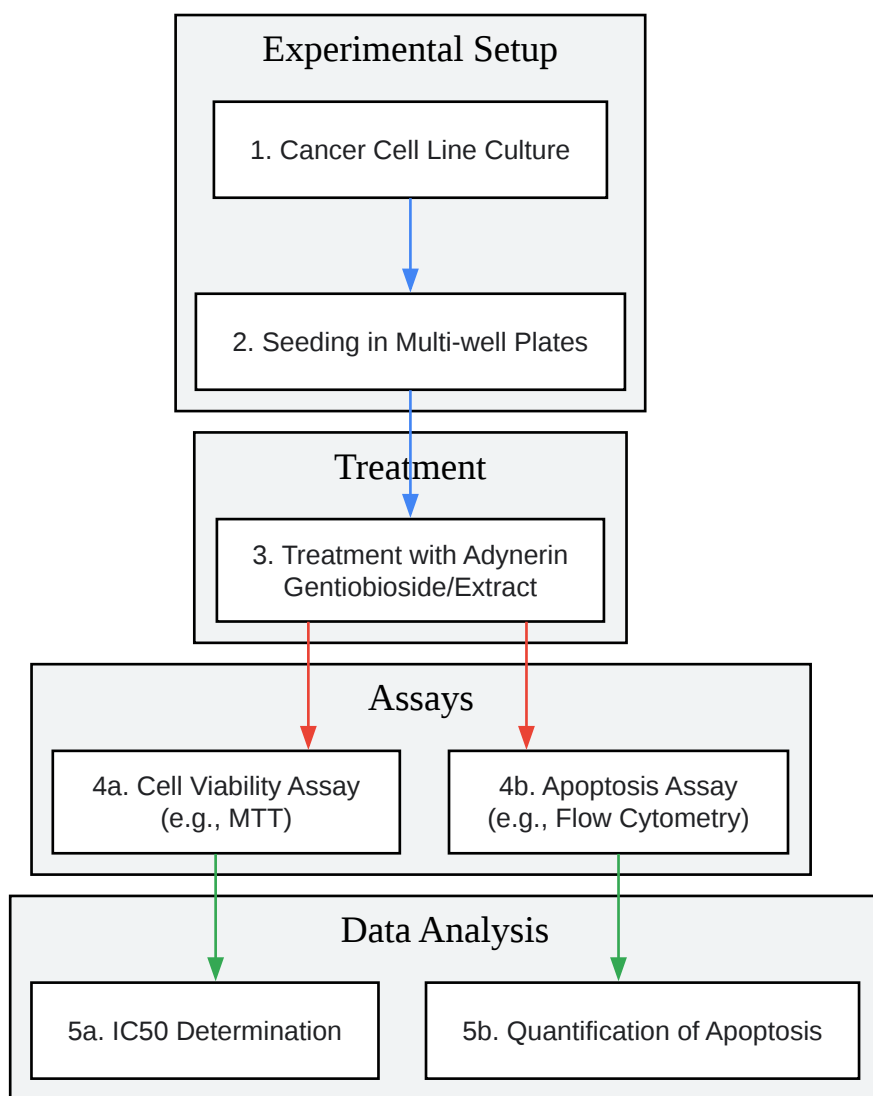 Experimental Setup
1. Cancer Cell Line Culture
2. Seeding in Multi-well Plates
Treatment
3. Treatment with Adynerin
Gentiobioside/Extract
Assays
4a. Cell Viability Assay
(e.g., MTT)
4b. Apoptosis Assay
(e.g., Flow Cytometry)
Data Analysis
5a. IC50 Determination
5b. Quantification of Apoptosis